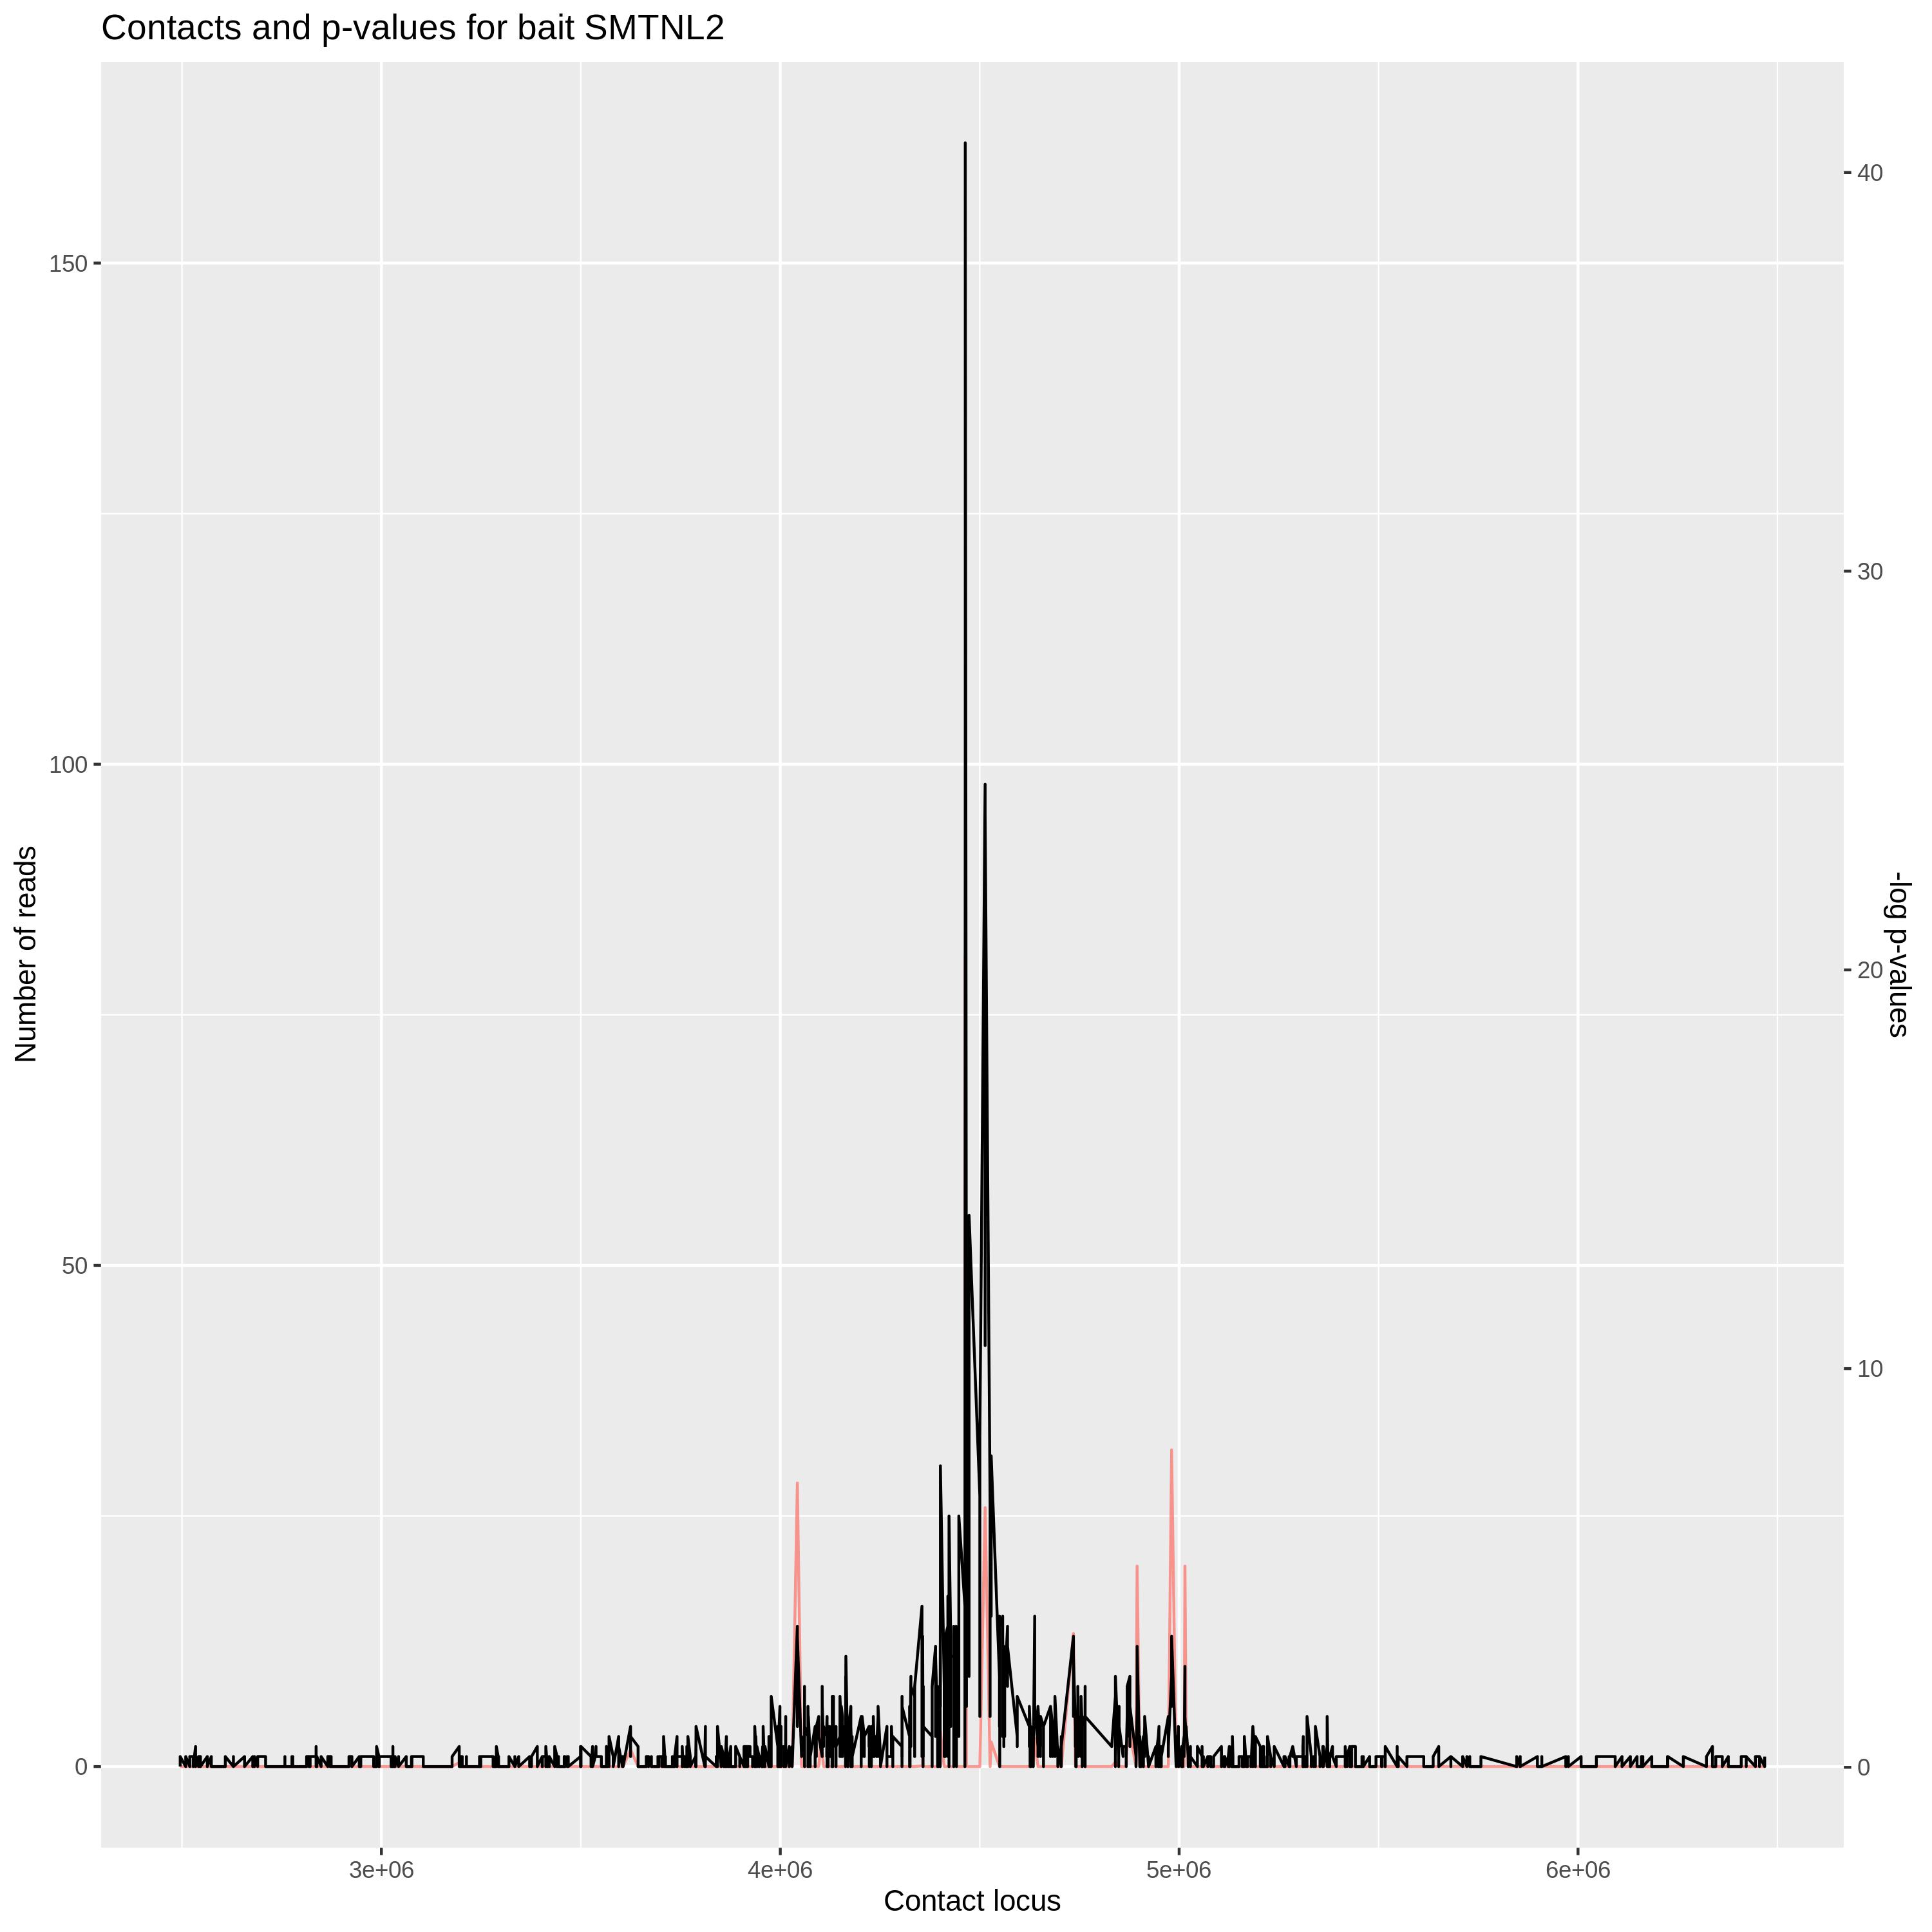 Contacts and p-values for bait SMTNL2
Number of reads
150
100
50
0
40
30
20
10
0
-log p-values
3e+06 4e+06 5e+06 6e+06
Contact locus